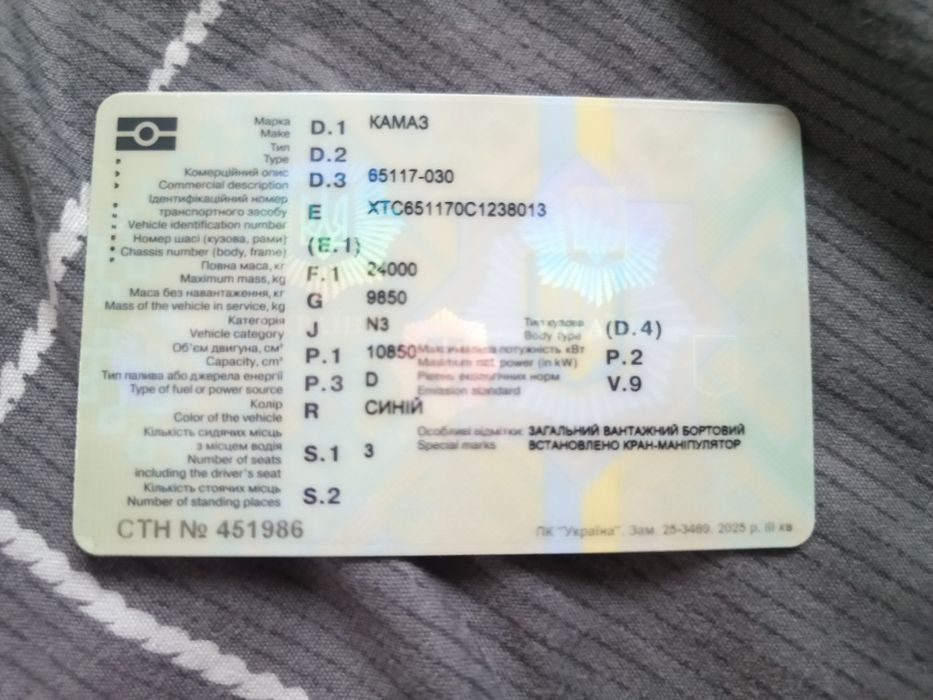 Марка D.1 КАМАЗ
Make
Тип D.2
Type
Комерційний опис D.3 65117-030
Commercial description
Ідентифікаційний номер
транспортного засобу E XTC651170C1238013
Vehicle identification number
Номер шасі (кузова, рами) (E.1)
Chassis number (body, frame)
Повна маса, кг F.1 24000
Maximum mass, kg
Маса без навантаження, кг G 9850
Mass of the vehicle in service, kg
Категорія J N3 Тип кузова (D.4)
Vehicle category Body type
Об'єм двигуна, см³ P.1 10850 Максимальна потужність кВт P.2
Capacity, cm³ Maximum net power (in kW)
Тип палива або джерела енергії P.3 D Рівень екологічних норм V.9
Type of fuel or power source Emission standard
Колір R СИНІЙ
Color of the vehicle
Кількість сидячих місць Особливі відмітки: ЗАГАЛЬНИЙ ВАНТАЖНИЙ БОРТОВИЙ
з місцем водія S.1 3 Special marks ВСТАНОВЛЕНО КРАН-МАНІПУЛЯТОР
Number of seats
including the driver's seat
Кількість стоячих місць S.2
Number of standing places
СТН № 451986 ПК "Україна". Зам. 25-3489. 2025 р. III кв